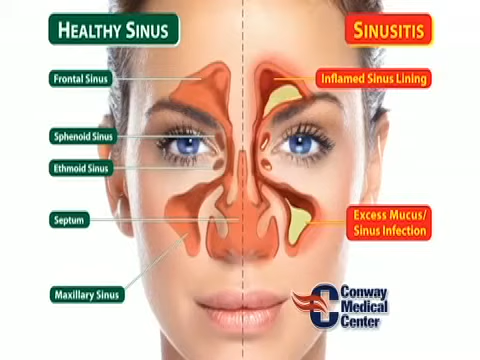 HEALTHY SINUS
SINUSITIS
Frontal Sinus
Inflamed Sinus Lining
Sphenoid Sinus
Ethmoid Sinus
Septum
Excess Mucus/
Sinus Infection
Maxillary Sinus
Conway
Medical
Center